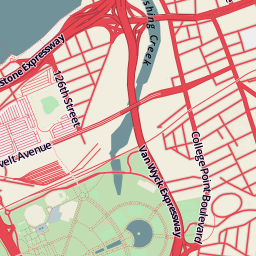 shing Creek
stone Expressway
126th Street
velt Avenue
Van Wyck Expressway
College Point Boulevard